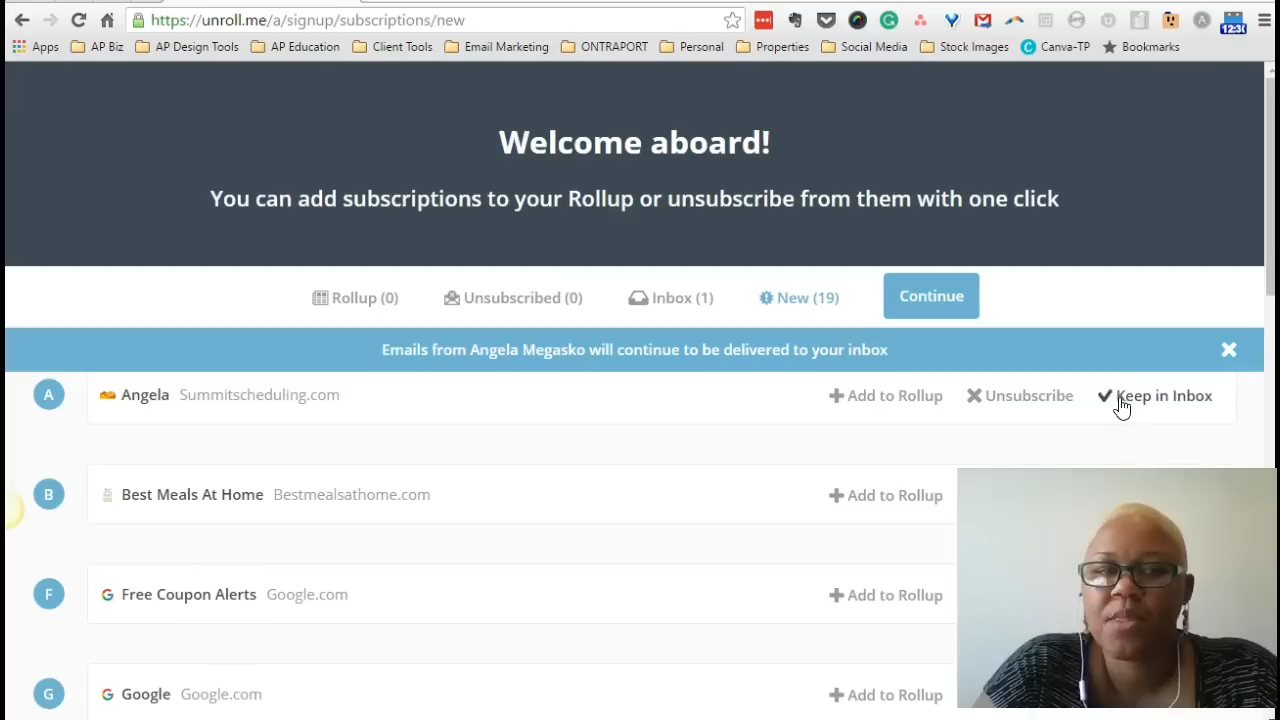 https://unroll.me/a/signup/subscriptions/new
12:30
Apps AP Biz AP Design Tools AP Education Client Tools Email Marketing ONTRAPORT Personal Properties Social Media Stock Images Canva-TP Bookmarks
Welcome aboard!
You can add subscriptions to your Rollup or unsubscribe from them with one click
Rollup (0) Unsubscribed (0) Inbox (1) New (19) Continue
Emails from Angela Megasko will continue to be delivered to your inbox
A Angela Summitscheduling.com Add to Rollup Unsubscribe Keep in Inbox
B Best Meals At Home Bestmealsathome.com Add to Rollup
F Free Coupon Alerts Google.com Add to Rollup
G Google Google.com Add to Rollup